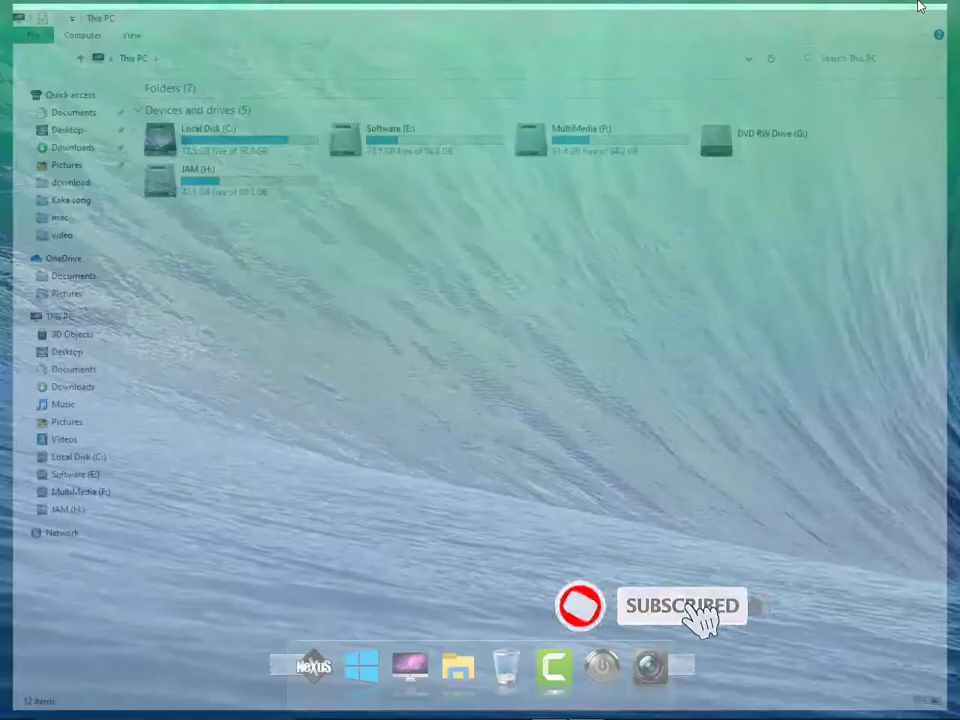 This PC
Computer
View
This PC
Search This PC
Quick access
Documents
Desktop
Downloads
Pictures
download
Kaka song
mac
video
OneDrive
Documents
Pictures
This PC
3D Objects
Desktop
Documents
Downloads
Music
Pictures
Videos
Local Disk (C:)
Software (E:)
MultiMedia (F:)
JAM (H:)
Network
Folders (7)
Devices and drives (5)
Local Disk (C:)
Software (E:)
MultiMedia (F:)
DVD RW Drive (G:)
JAM (H:)
SUBSCRIBED
NeXuS
12 items